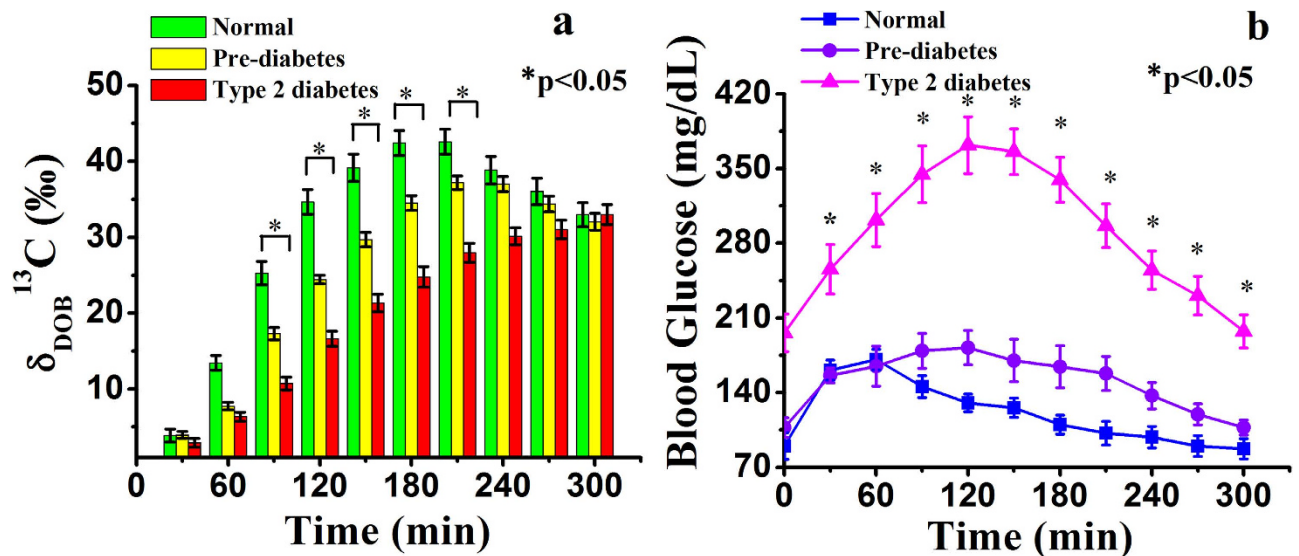 a
Normal
Pre-diabetes
Type 2 diabetes
*p<0.05
50
40
30
20
10
δDOB 13C (‰)
* * * * *
0 60 120 180 240 300
Time (min)
b
Normal
Pre-diabetes
Type 2 diabetes
*p<0.05
420
350
280
210
140
70
Blood Glucose (mg/dL)
* * * * * * * * * *
0 60 120 180 240 300
Time (min)